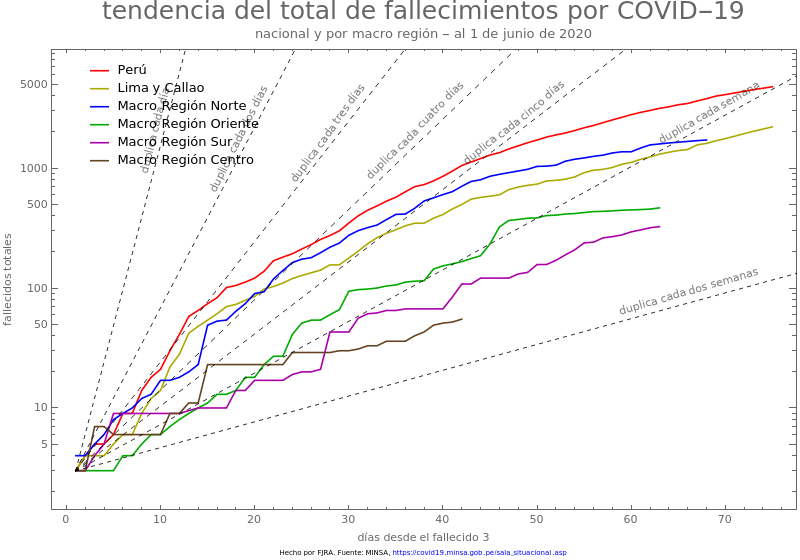 tendencia del total de fallecimientos por COVID−19
nacional y por macro región − al 1 de junio de 2020
Perú
Lima y Callao
Macro Región Norte
Macro Región Oriente
Macro Región Sur
Macro Región Centro
duplica cada día
duplica cada dos días
duplica cada tres días
duplica cada cuatro días
duplica cada cinco días
duplica cada semana
duplica cada dos semanas
fallecidos totales
5000
1000
500
100
50
10
5
0 10 20 30 40 50 60 70
días desde el fallecido 3
Hecho por FJRA. Fuente: MINSA, https://covid19.minsa.gob.pe/sala_situacional.asp